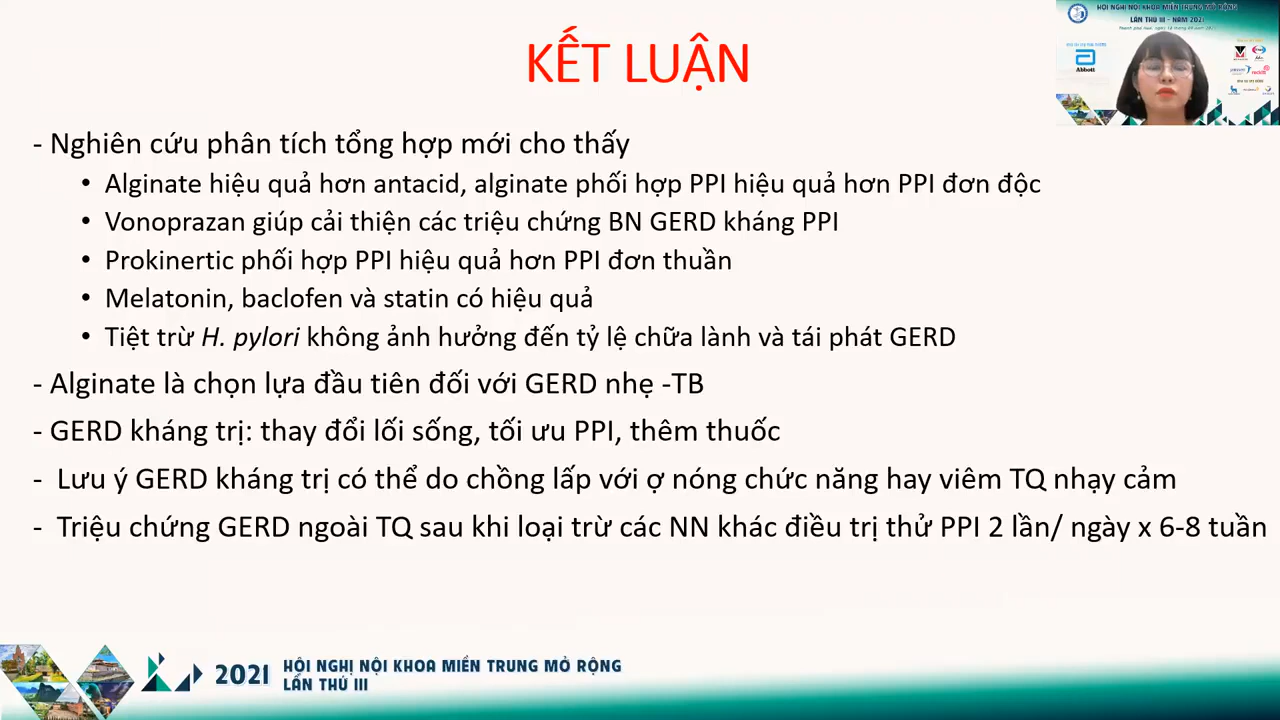 KẾT LUẬN
HỘI NGHỊ NỘI KHOA MIỀN TRUNG MỞ RỘNG
LẦN THỨ III - NĂM 2021
Abbott
- Nghiên cứu phân tích tổng hợp mới cho thấy
• Alginate hiệu quả hơn antacid, alginate phối hợp PPI hiệu quả hơn PPI đơn độc
• Vonoprazan giúp cải thiện các triệu chứng BN GERD kháng PPI
• Prokinertic phối hợp PPI hiệu quả hơn PPI đơn thuần
• Melatonin, baclofen và statin có hiệu quả
• Tiệt trừ H. pylori không ảnh hưởng đến tỷ lệ chữa lành và tái phát GERD
- Alginate là chọn lựa đầu tiên đối với GERD nhẹ -TB
- GERD kháng trị: thay đổi lối sống, tối ưu PPI, thêm thuốc
- Lưu ý GERD kháng trị có thể do chồng lấp với ợ nóng chức năng hay viêm TQ nhạy cảm
- Triệu chứng GERD ngoài TQ sau khi loại trừ các NN khác điều trị thử PPI 2 lần/ ngày x 6-8 tuần
2021
HỘI NGHỊ NỘI KHOA MIỀN TRUNG MỞ RỘNG
LẦN THỨ III